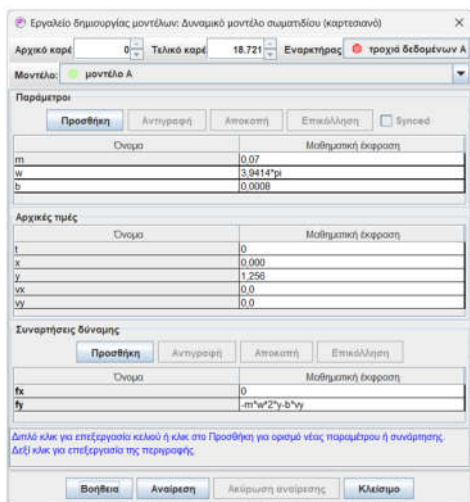 Εργαλείο δημιουργίας μοντέλων: Δυναμικό μοντέλο σωματιδίου (καρτεσιανό)
Αρχικό καρέ 0 Τελικό καρέ 18.721 Εναρκτήρας τροχιά δεδομένων A
Μοντέλο: μοντέλο A
Παράμετροι
Προσθήκη Αντιγραφή Αποκοπή Επικόλληση Synced
Όνομα Μαθηματική έκφραση
m 0,07
w 3,9414*pi
b 0,0008
Αρχικές τιμές
Όνομα Μαθηματική έκφραση
t 0
x 0,000
y 1,256
vx 0,0
vy 0,0
Συναρτήσεις δύναμης
Προσθήκη Αντιγραφή Αποκοπή Επικόλληση
Όνομα Μαθηματική έκφραση
fx 0
fy -m*w^2*y-b*vy
Διπλό κλικ για επεξεργασία κελιού ή κλικ στο Προσθήκη για ορισμό νέας παραμέτρου ή συνάρτησης.
Δεξί κλικ για επεξεργασία της περιγραφής.
Βοήθεια Αναίρεση Ακύρωση αναίρεσης Κλείσιμο